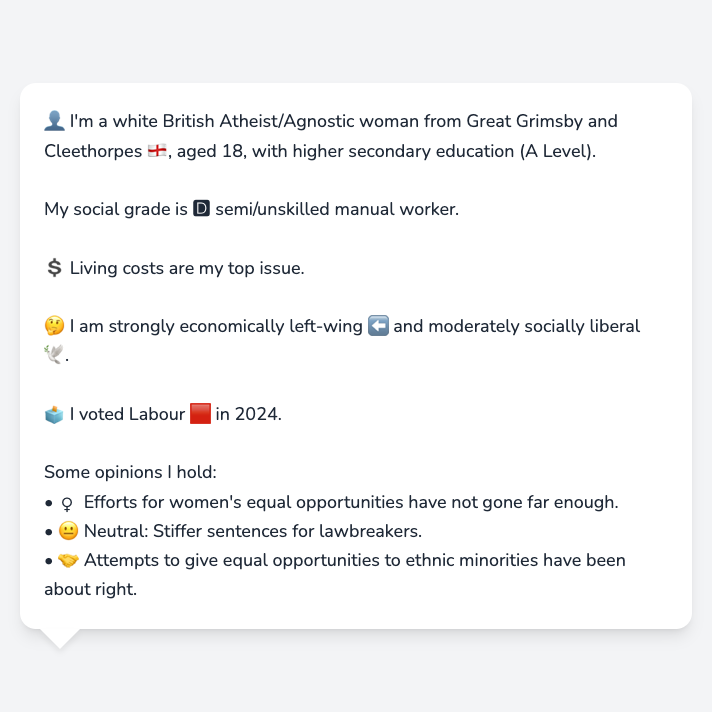 👤 I'm a white British Atheist/Agnostic woman from Great Grimsby and
Cleethorpes 🏴󠁧󠁢󠁥󠁮󠁧󠁿, aged 18, with higher secondary education (A Level).
My social grade is 🅳 semi/unskilled manual worker.
💲 Living costs are my top issue.
🤔 I am strongly economically left-wing ⬅️ and moderately socially liberal
🕊️.
🗳️ I voted Labour 🟥 in 2024.
Some opinions I hold:
• ♀ Efforts for women's equal opportunities have not gone far enough.
• 😐 Neutral: Stiffer sentences for lawbreakers.
• 🤝 Attempts to give equal opportunities to ethnic minorities have been
about right.